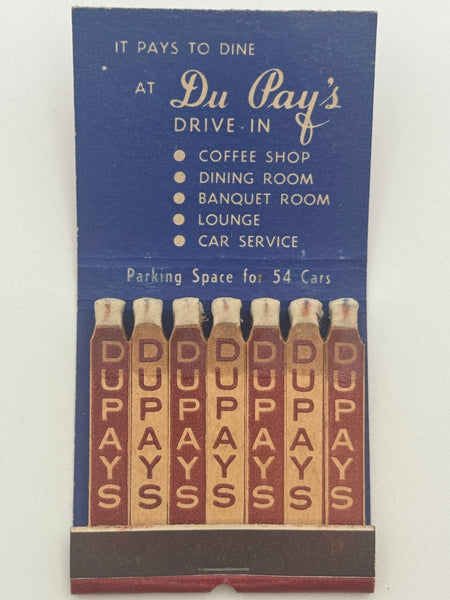 IT PAYS TO DINE
AT Du Pay's
DRIVE-IN
COFFEE SHOP
DINING ROOM
BANQUET ROOM
LOUNGE
CAR SERVICE
Parking Space for 54 Cars
DUPAYS
DUPAYS
DUPAYS
DUPAYS
DUPAYS
DUPAYS
DUPAYS